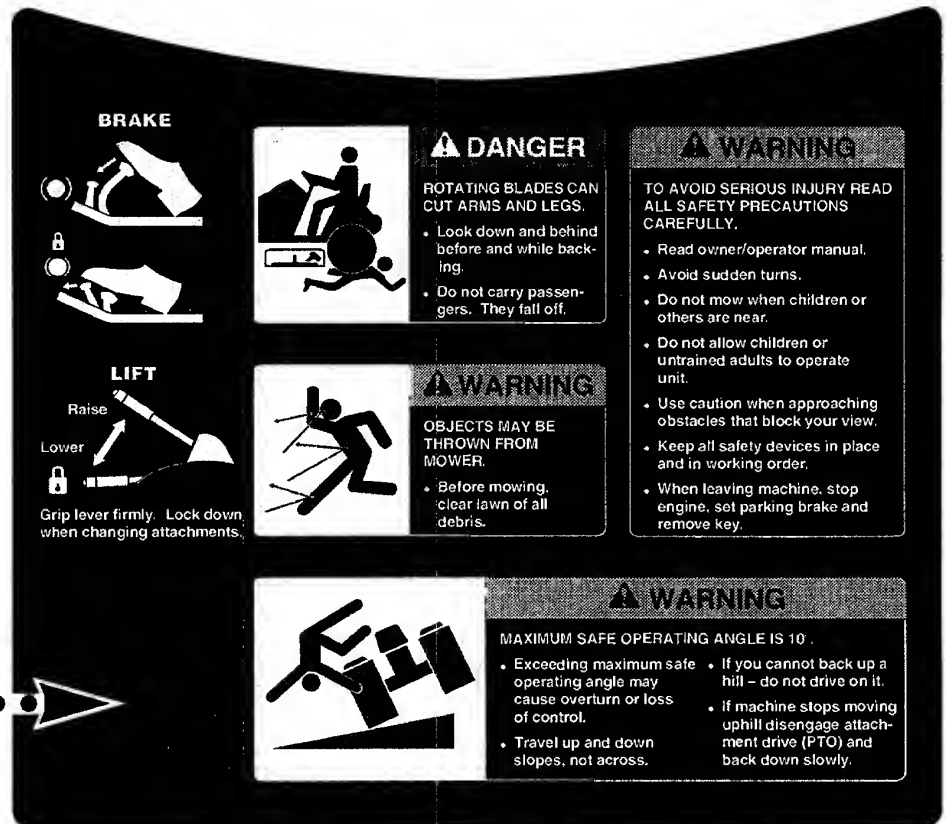 BRAKE
LIFT
Raise
Lower
Grip lever firmly. Lock down
when changing attachments.
DANGER
ROTATING BLADES CAN
CUT ARMS AND LEGS.
• Look down and behind
before and while back-
ing.
• Do not carry passen-
gers. They fall off.
WARNING
OBJECTS MAY BE
THROWN FROM
MOWER.
• Before mowing,
clear lawn of all
debris.
WARNING
TO AVOID SERIOUS INJURY READ
ALL SAFETY PRECAUTIONS
CAREFULLY.
• Read owner/operator manual.
• Avoid sudden turns.
• Do not mow when children or
others are near.
• Do not allow children or
untrained adults to operate
unit.
• Use caution when approaching
obstacles that block your view.
• Keep all safety devices in place
and in working order.
• When leaving machine, stop
engine, set parking brake and
remove key.
WARNING
MAXIMUM SAFE OPERATING ANGLE IS 10°.
• Exceeding maximum safe
operating angle may
cause overturn or loss
of control.
• Travel up and down
slopes, not across.
• If you cannot back up a
hill – do not drive on it.
• If machine stops moving
uphill disengage attach-
ment drive (PTO) and
back down slowly.